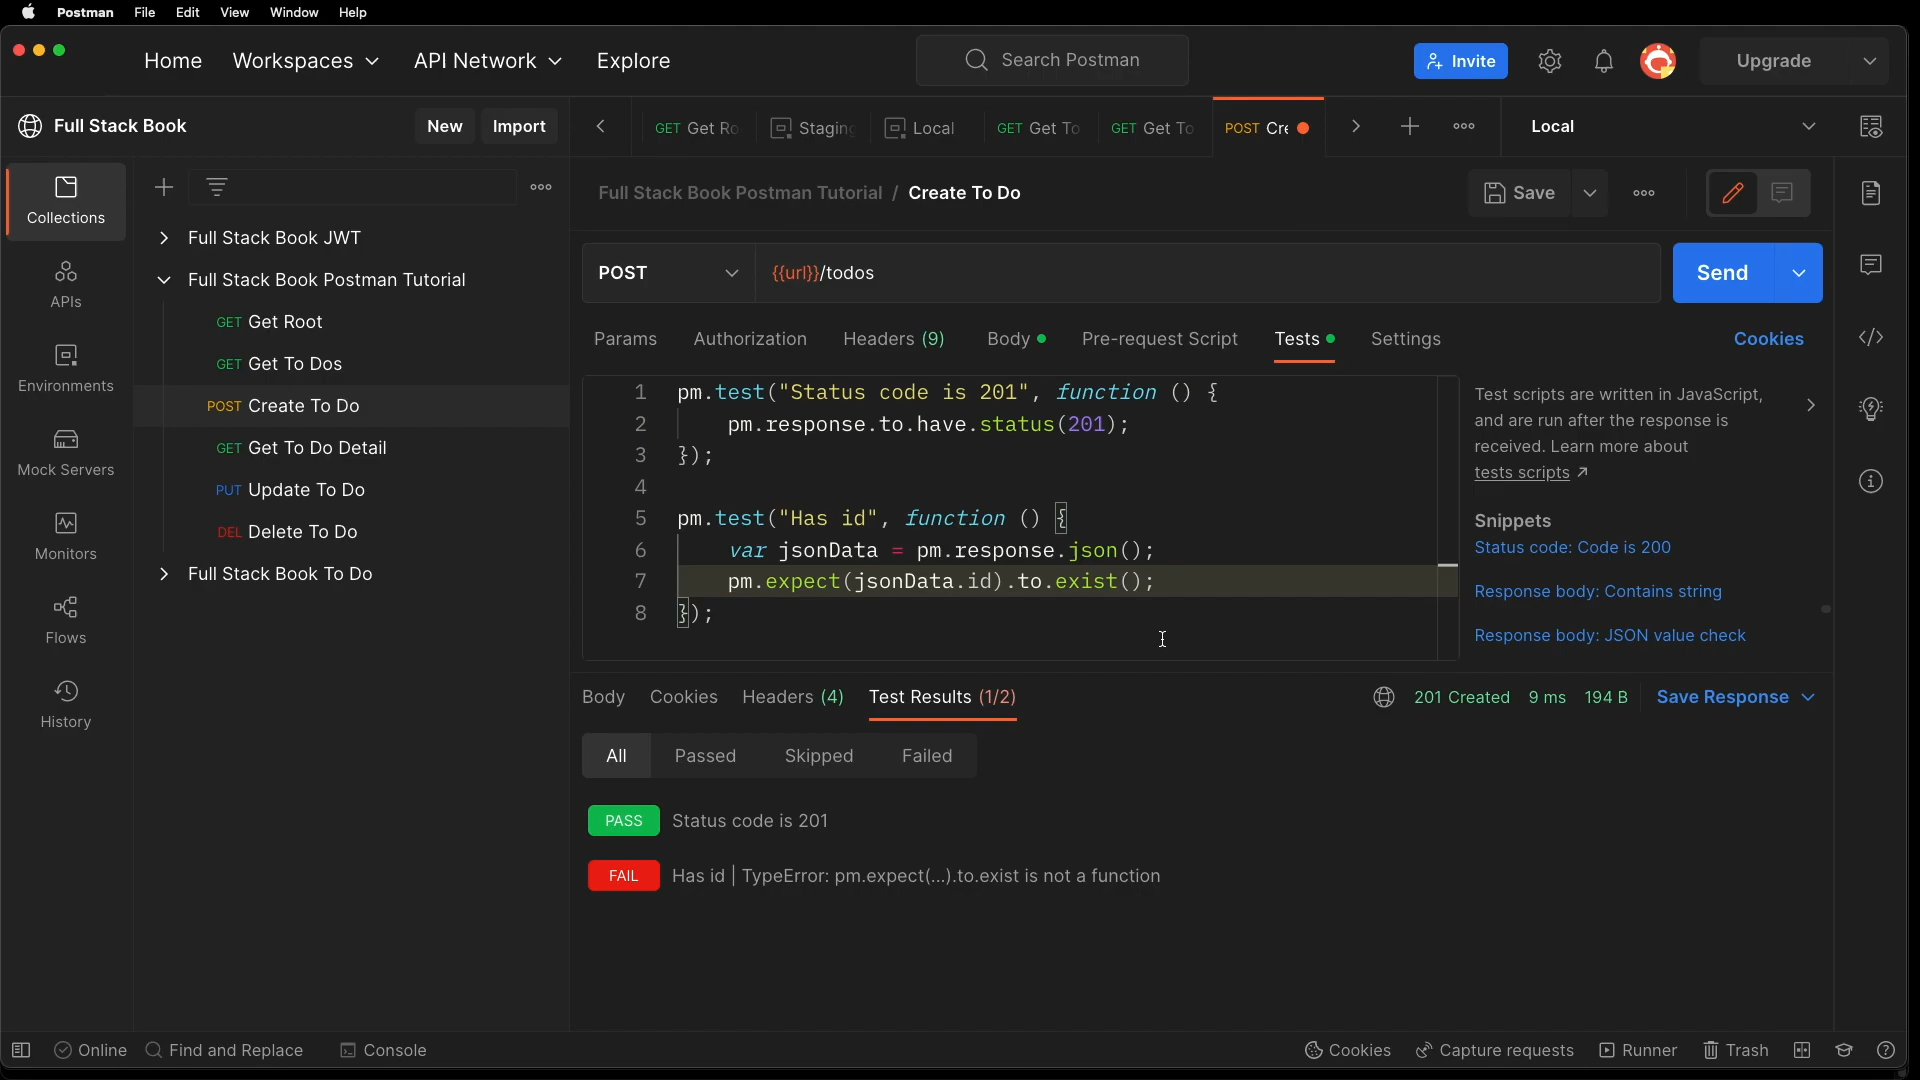 Postman File Edit View Window Help
Home Workspaces API Network Explore Search Postman Invite Upgrade
Full Stack Book New Import GET Get Ro Staging Local GET Get To GET Get To POST Cre Local
Full Stack Book Postman Tutorial / Create To Do Save
Collections
APIs
Environments
Mock Servers
Monitors
Flows
History
Full Stack Book JWT
Full Stack Book Postman Tutorial
GET Get Root
GET Get To Dos
POST Create To Do
GET Get To Do Detail
PUT Update To Do
DEL Delete To Do
Full Stack Book To Do
POST {{url}}/todos Send
Params Authorization Headers (9) Body Pre-request Script Tests Settings Cookies
1 pm.test("Status code is 201", function () {
2 pm.response.to.have.status(201);
3 });
4
5 pm.test("Has id", function () {
6 var jsonData = pm.response.json();
7 pm.expect(jsonData.id).to.exist();
8 });
Test scripts are written in JavaScript,
and are run after the response is
received. Learn more about
tests scripts ↗
Snippets
Status code: Code is 200
Response body: Contains string
Response body: JSON value check
Body Cookies Headers (4) Test Results (1/2) 201 Created 9 ms 194 B Save Response
All Passed Skipped Failed
PASS Status code is 201
FAIL Has id | TypeError: pm.expect(...).to.exist is not a function
Online Find and Replace Console Cookies Capture requests Runner Trash